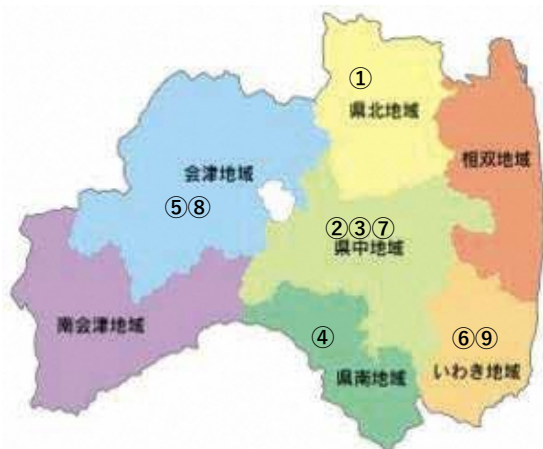 ①
県北地域
相双地域
会津地域
⑤⑧
②③⑦
県中地域
南会津地域
④
県南地域
⑥⑨
いわき地域